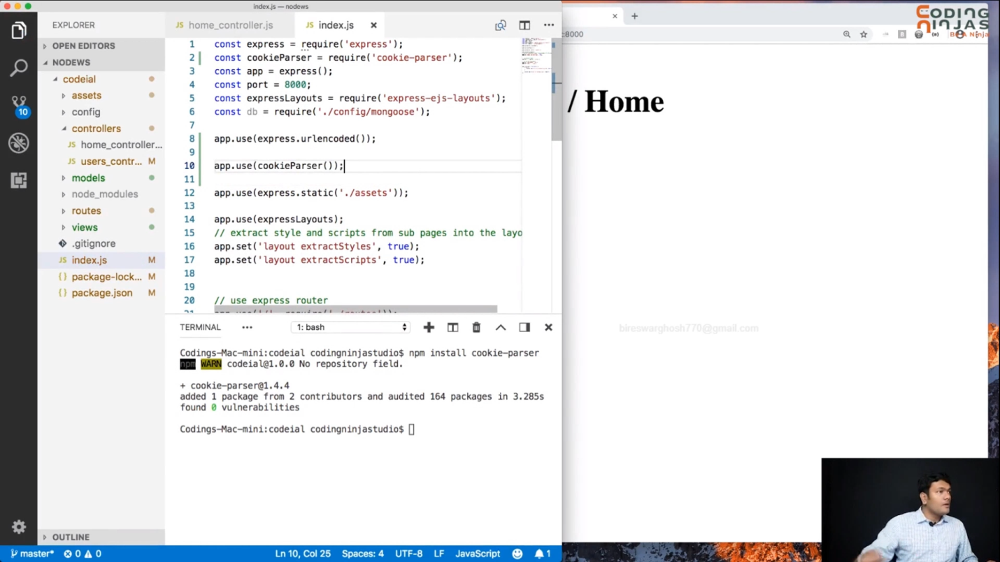 index.js — nodews
EXPLORER
OPEN EDITORS
NODEWS
codeial
assets
config
controllers
JS home_controller...
JS users_contr... M
models
node_modules
routes
views
.gitignore
JS index.js M
{} package-lock... M
{} package.json M
OUTLINE
10
JS home_controller.js
JS index.js
1 const express = require('express');
2 const cookieParser = require('cookie-parser');
3 const app = express();
4 const port = 8000;
5 const expressLayouts = require('express-ejs-layouts');
6 const db = require('./config/mongoose');
7
8 app.use(express.urlencoded());
9
10 app.use(cookieParser());
11
12 app.use(express.static('./assets'));
13
14 app.use(expressLayouts);
15 // extract style and scripts from sub pages into the layo
16 app.set('layout extractStyles', true);
17 app.set('layout extractScripts', true);
18
19
20 // use express router
TERMINAL
1: bash
Codings-Mac-mini:codeial codingninjastudio$ npm install cookie-parser
npm WARN codeial@1.0.0 No repository field.
+ cookie-parser@1.4.4
added 1 package from 2 contributors and audited 164 packages in 3.285s
found 0 vulnerabilities
Codings-Mac-mini:codeial codingninjastudio$
master* 0 0
Ln 10, Col 25 Spaces: 4 UTF-8 LF JavaScript 1
:8000
CODING
NINJAS
/ Home
bireswarghosh770@gmail.com